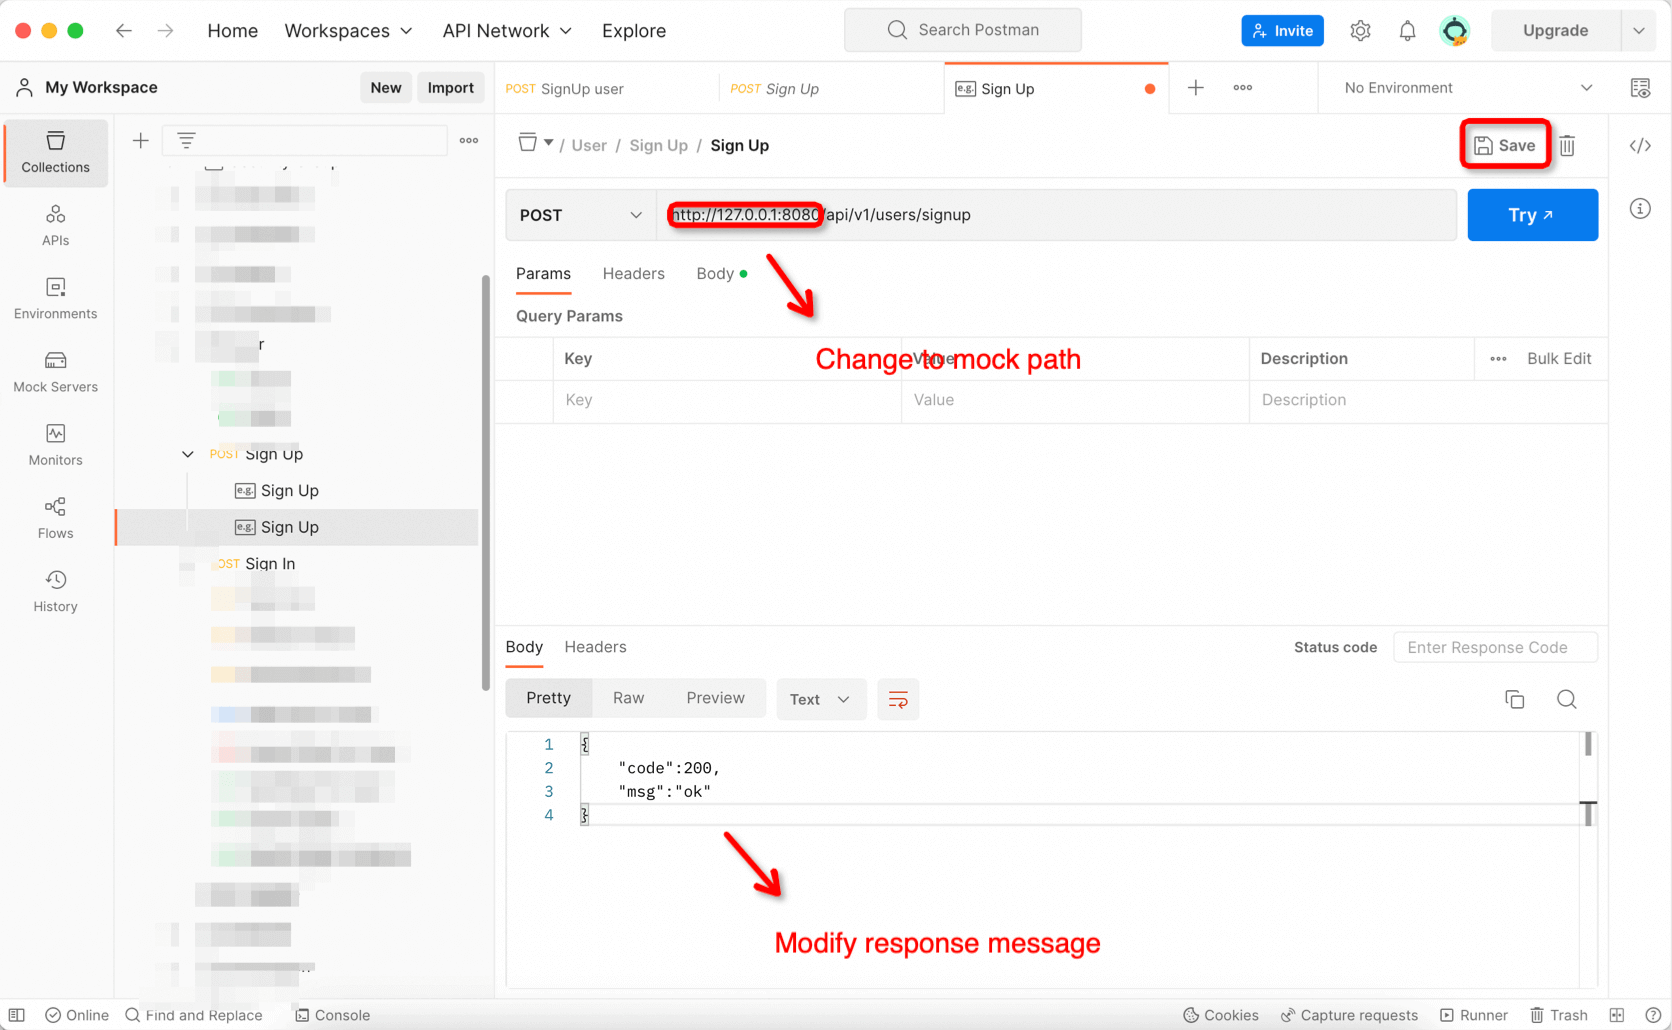 Home Workspaces API Network Explore Search Postman Invite Upgrade
My Workspace New Import POST SignUp user POST Sign Up e.g. Sign Up No Environment
Collections
APIs
Environments
Mock Servers
Monitors
Flows
History
POST Sign Up
e.g. Sign Up
e.g. Sign Up
POST Sign In
/ User / Sign Up / Sign Up Save
POST http://127.0.0.1:8080/api/v1/users/signup Try
Params Headers Body
Query Params
Key Value Description Bulk Edit
Change to mock path
Key Value Description
Body Headers Status code Enter Response Code
Pretty Raw Preview Text
1 {
2 "code":200,
3 "msg":"ok"
4 }
Modify response message
Online Find and Replace Console Cookies Capture requests Runner Trash